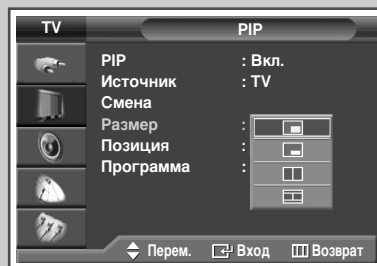 TV PIP
PIP : Вкл.
Источник : TV
Смена
Размер :
Позиция :
Программа :
Перем. Вход Возврат